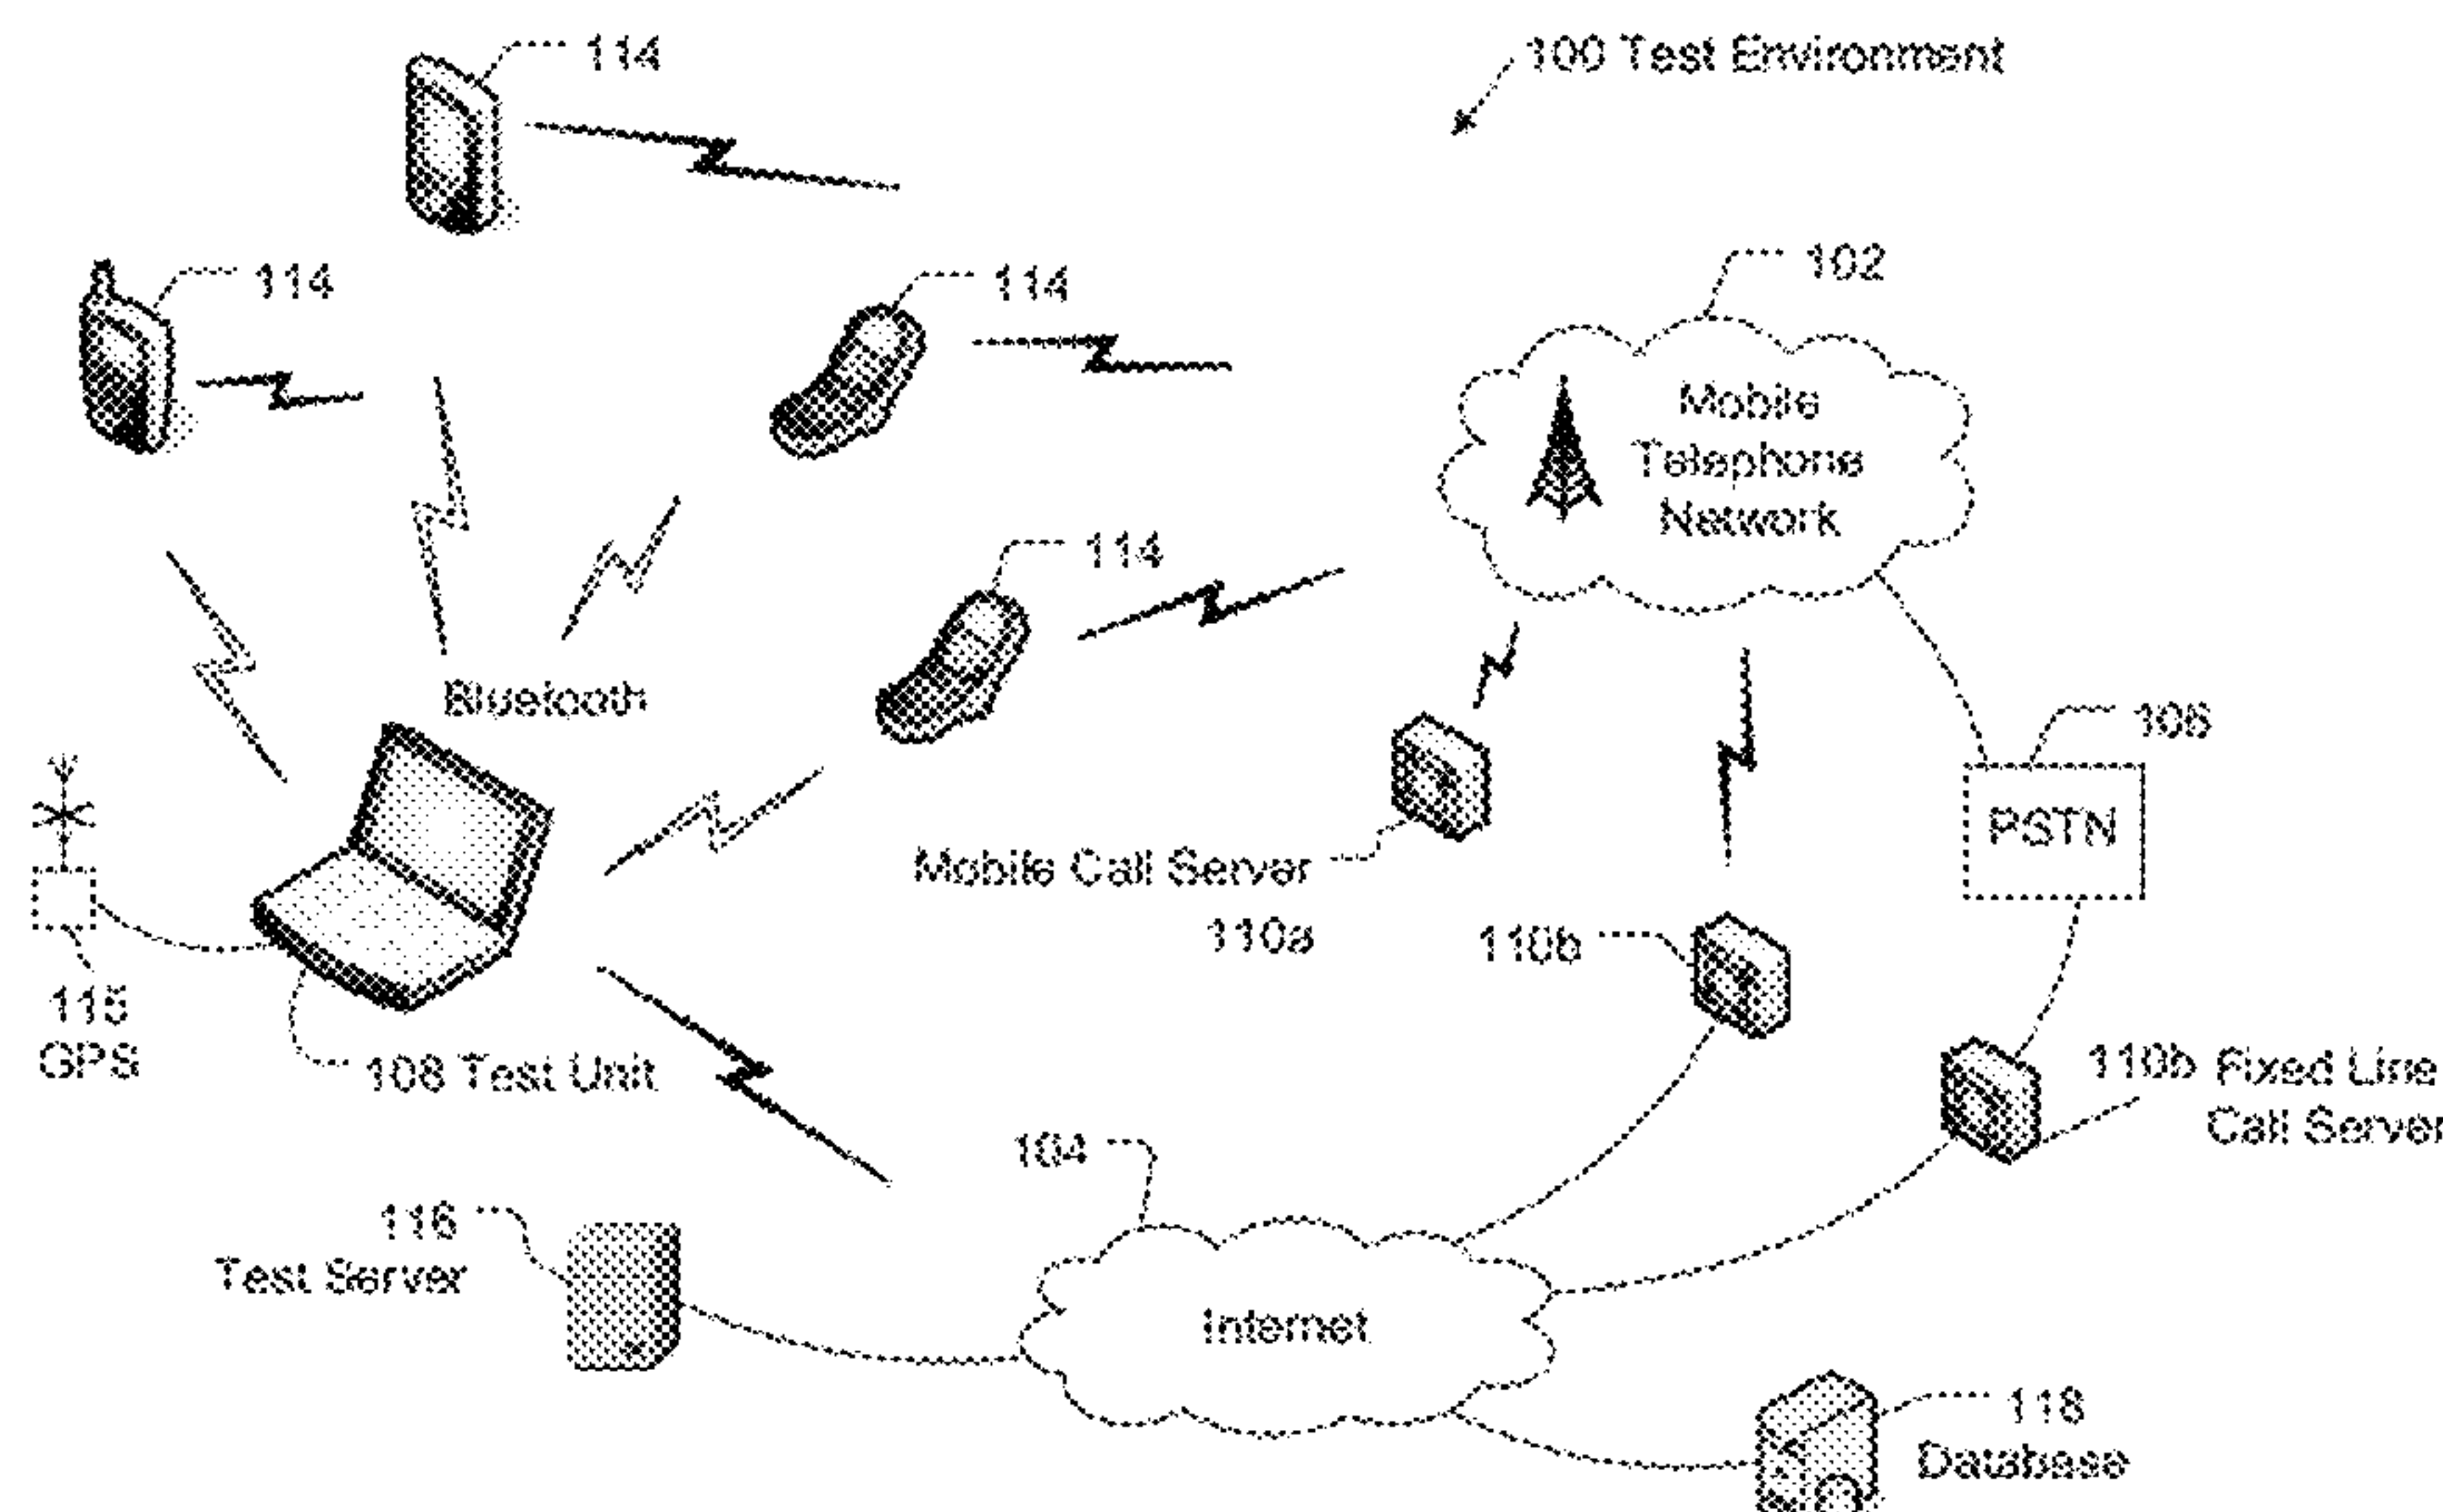 114
100 Test Environment
102
114
114
Mobile
Telephone
Network
114
Bluetooth
106
PSTN
Mobile Call Server
110a
110b
115
GPS
108 Test Unit
110b Fixed Line
Call Server
104
116
Test Server
Internet
118
Database